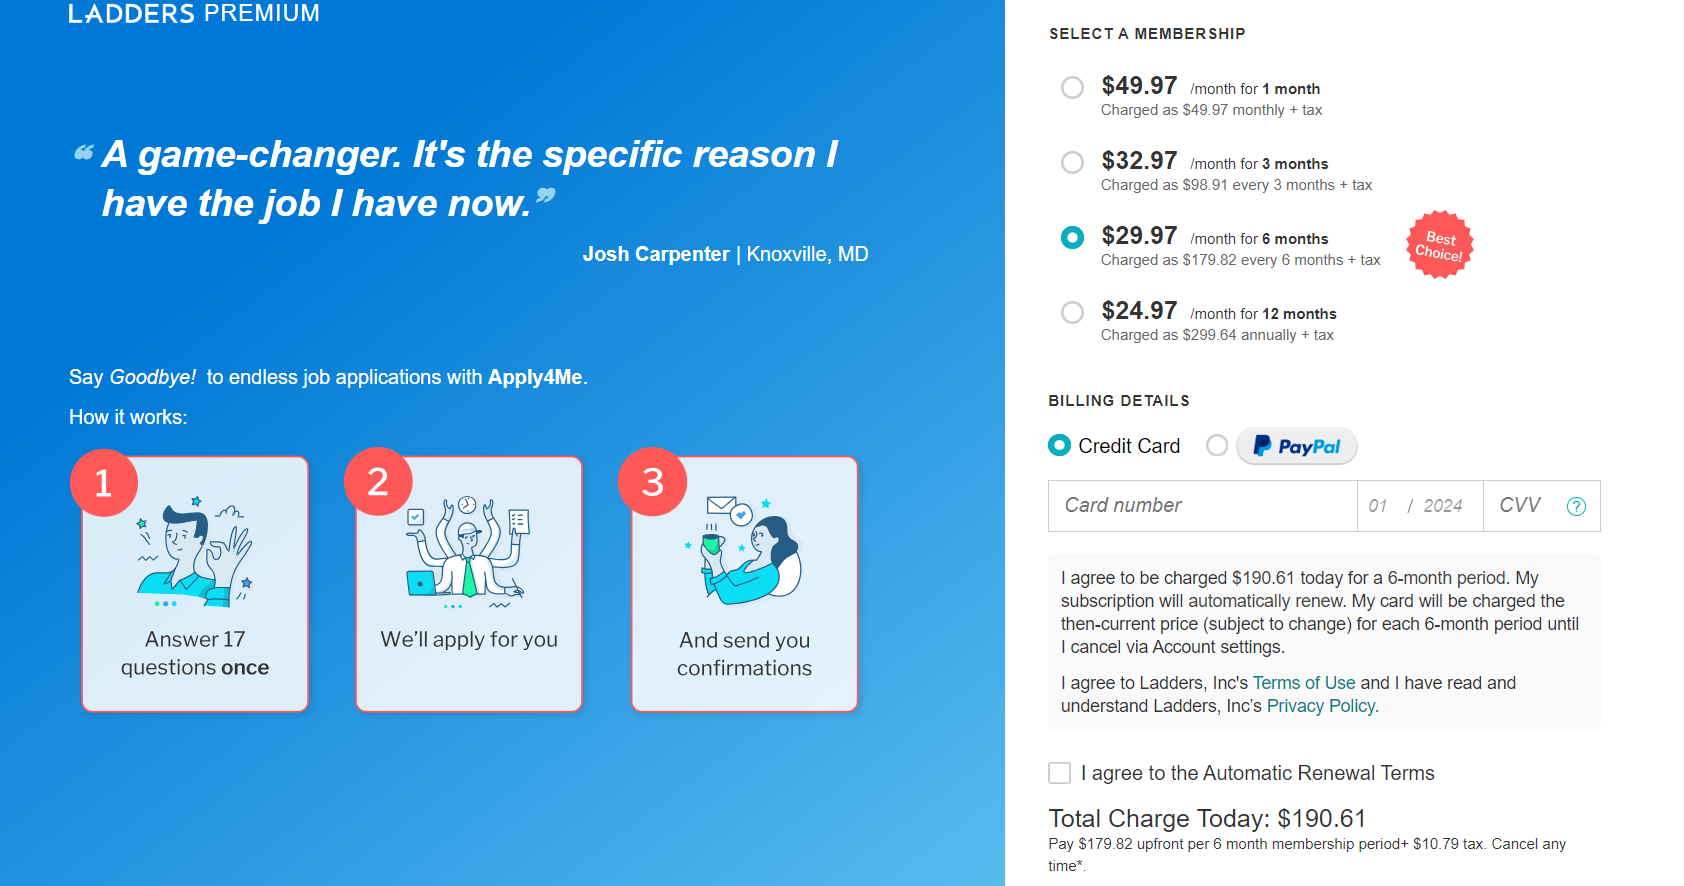 LADDERS PREMIUM
“ A game-changer. It's the specific reason I
have the job I have now.”
Josh Carpenter | Knoxville, MD
Say Goodbye! to endless job applications with Apply4Me.
How it works:
1
Answer 17
questions once
2
We’ll apply for you
3
And send you
confirmations
SELECT A MEMBERSHIP
$49.97 /month for 1 month
Charged as $49.97 monthly + tax
$32.97 /month for 3 months
Charged as $98.91 every 3 months + tax
$29.97 /month for 6 months
Charged as $179.82 every 6 months + tax
Best
Choice!
$24.97 /month for 12 months
Charged as $299.64 annually + tax
BILLING DETAILS
Credit Card PayPal
Card number 01 / 2024 CVV ?
I agree to be charged $190.61 today for a 6-month period. My
subscription will automatically renew. My card will be charged the
then-current price (subject to change) for each 6-month period until
I cancel via Account settings.
I agree to Ladders, Inc's Terms of Use and I have read and
understand Ladders, Inc's Privacy Policy.
I agree to the Automatic Renewal Terms
Total Charge Today: $190.61
Pay $179.82 upfront per 6 month membership period+ $10.79 tax. Cancel any
time*.